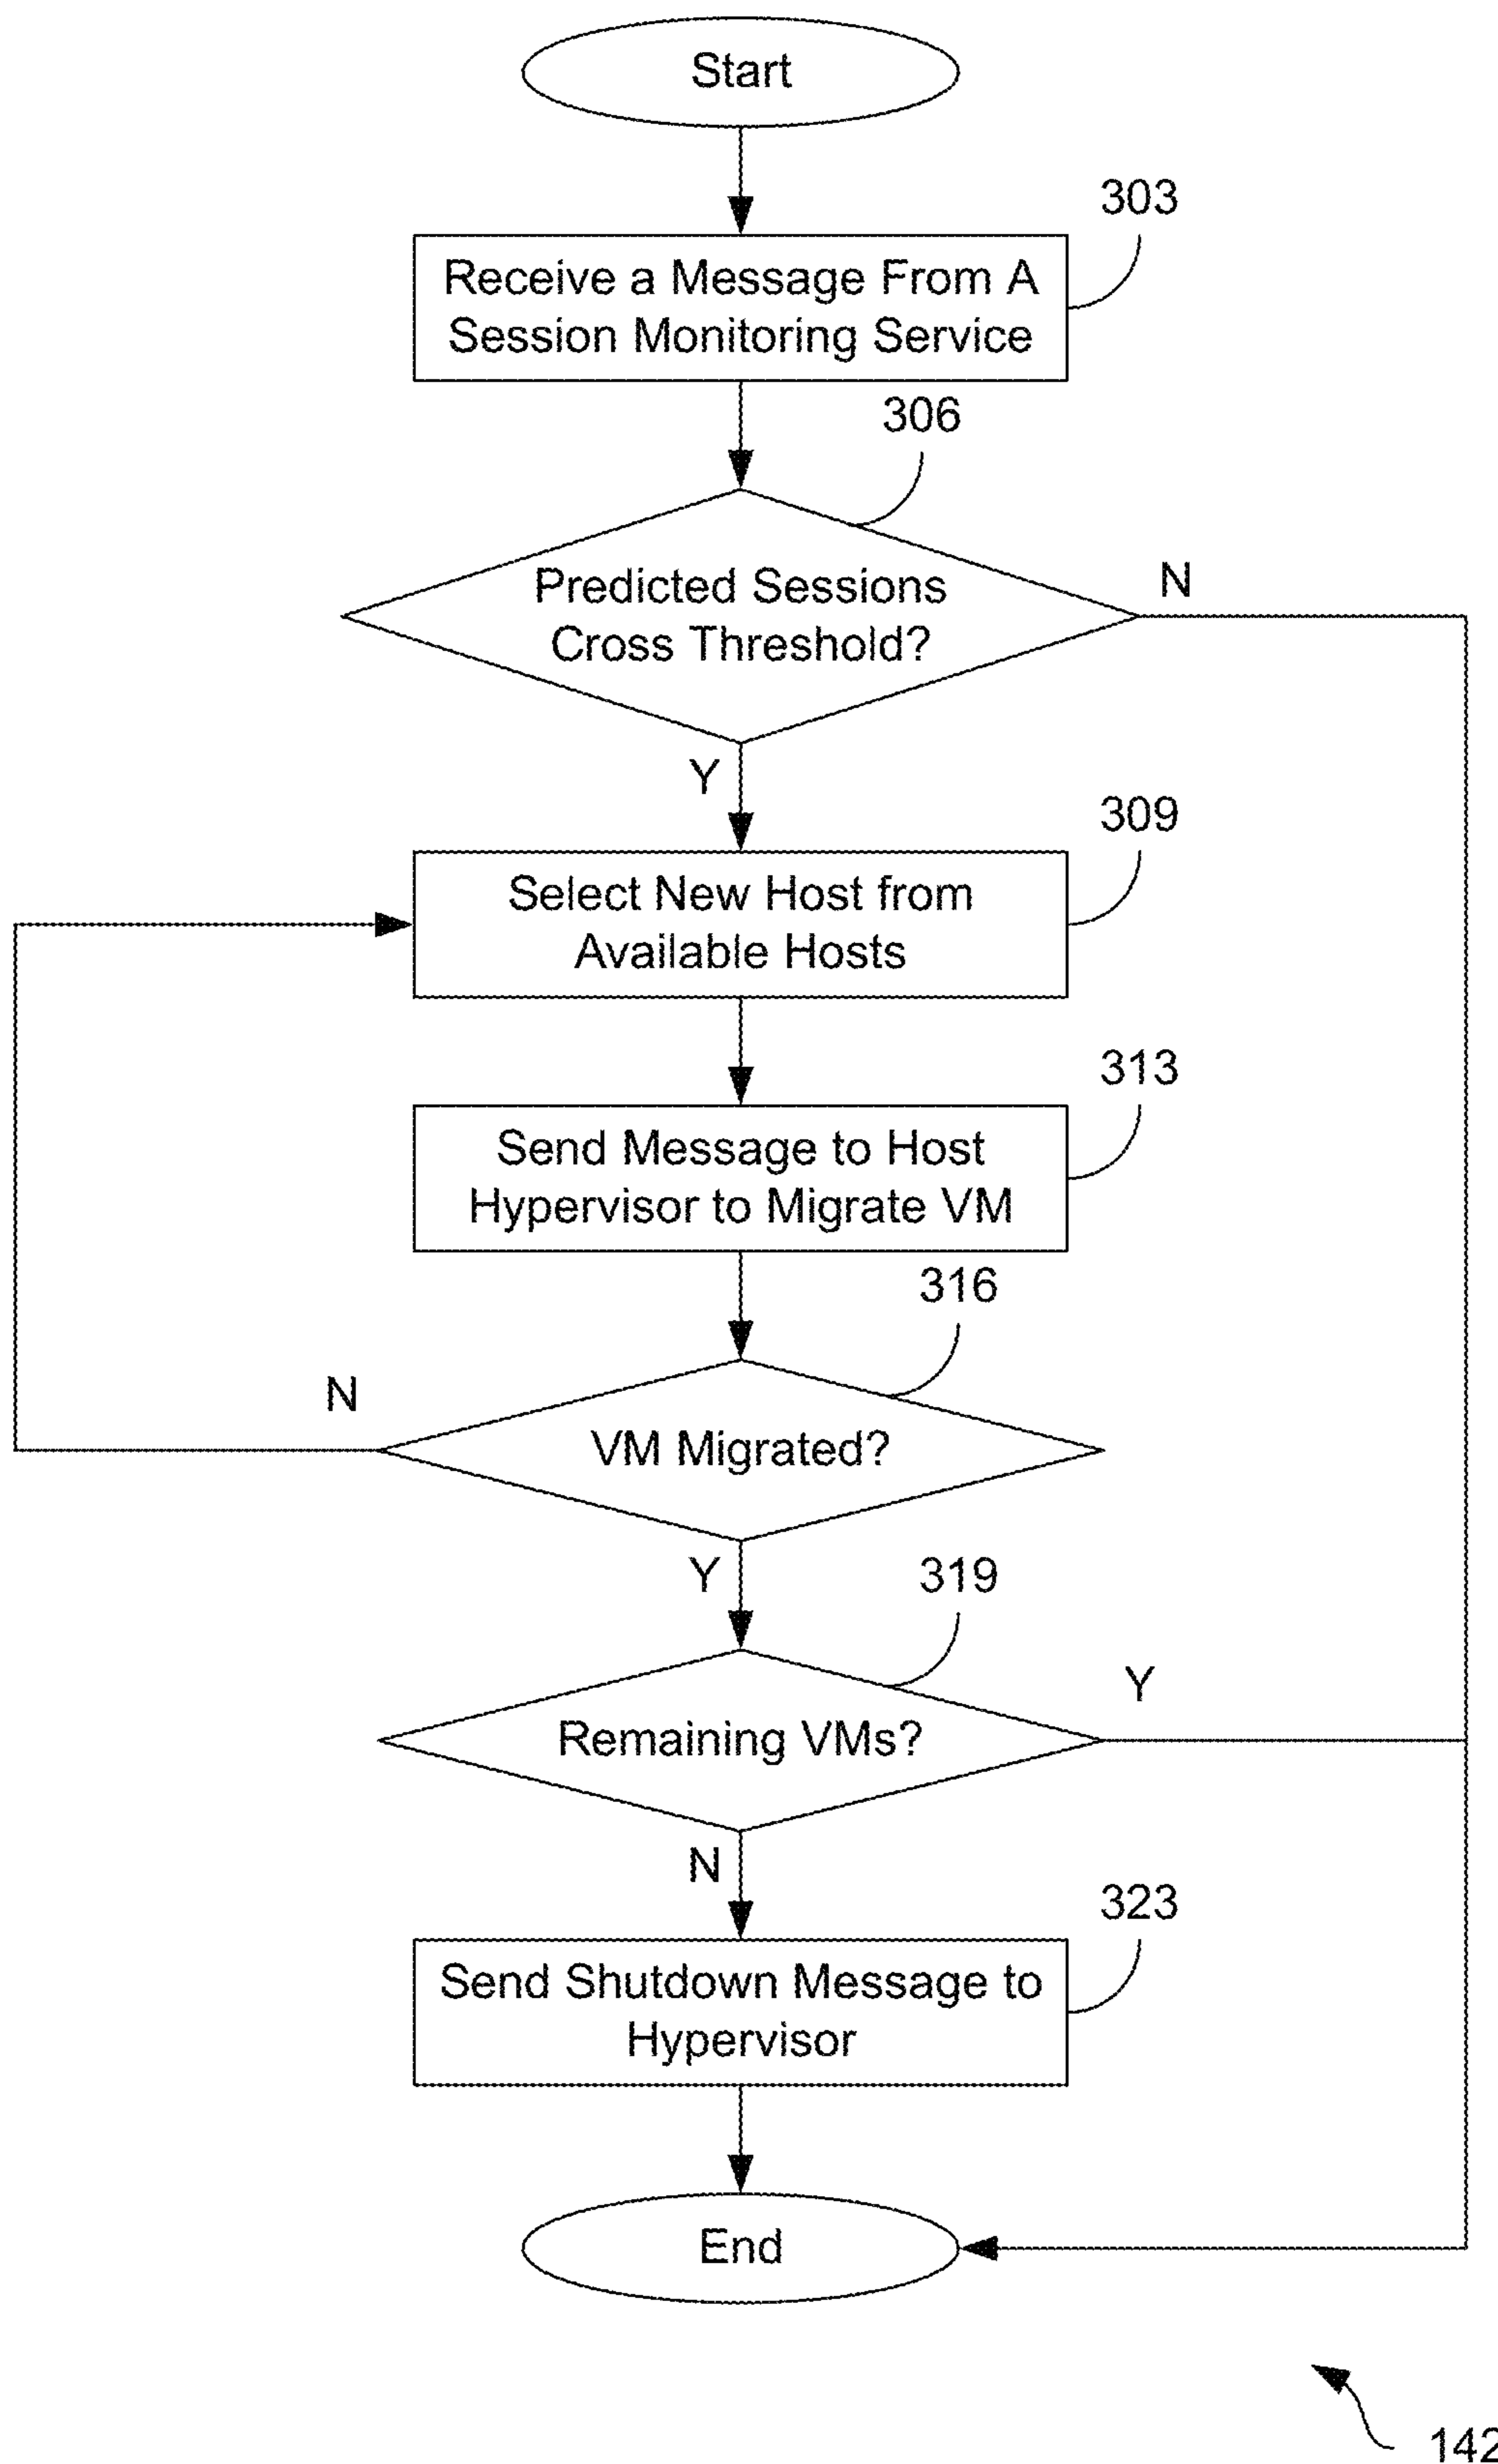 Start
303
Receive a Message From A
Session Monitoring Service
306
Predicted Sessions
Cross Threshold?
N
Y
309
Select New Host from
Available Hosts
313
Send Message to Host
Hypervisor to Migrate VM
316
N
VM Migrated?
Y
319
Y
Remaining VMs?
N
323
Send Shutdown Message to
Hypervisor
End
142